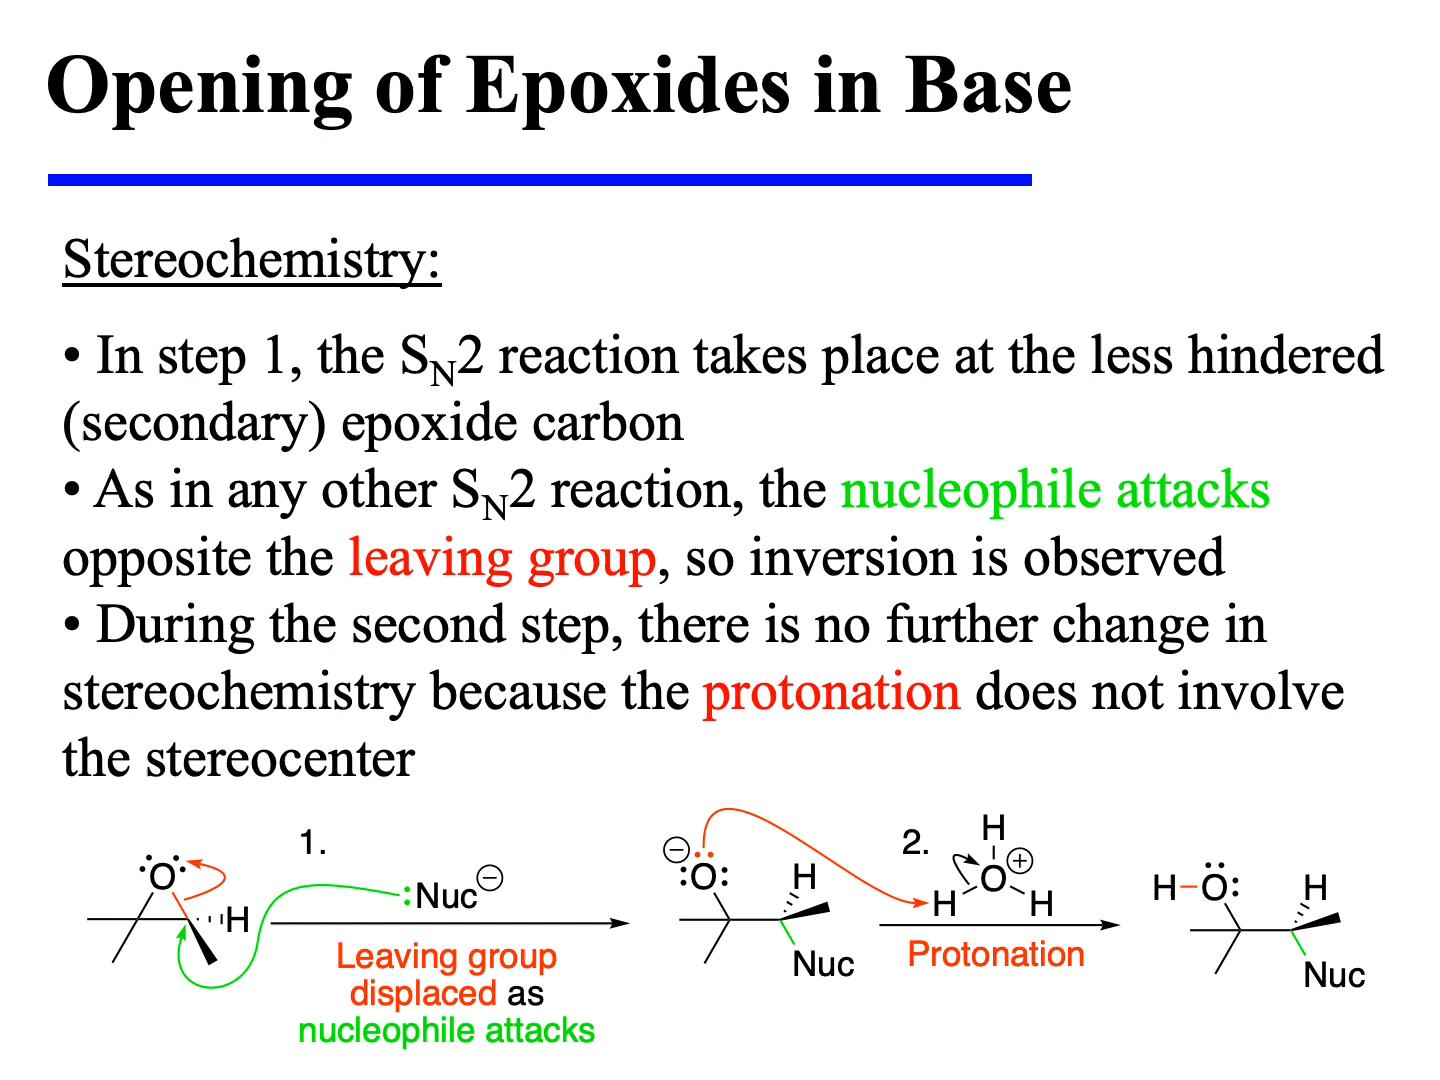 Opening of Epoxides in Base
Stereochemistry:
• In step 1, the SN2 reaction takes place at the less hindered
(secondary) epoxide carbon
• As in any other SN2 reaction, the nucleophile attacks
opposite the leaving group, so inversion is observed
• During the second step, there is no further change in
stereochemistry because the protonation does not involve
the stereocenter
1.
O
H
:Nuc⊖
Leaving group
displaced as
nucleophile attacks
⊖
:O:
H
Nuc
2.
H
O⊕
H H
Protonation
H–O:
H
Nuc